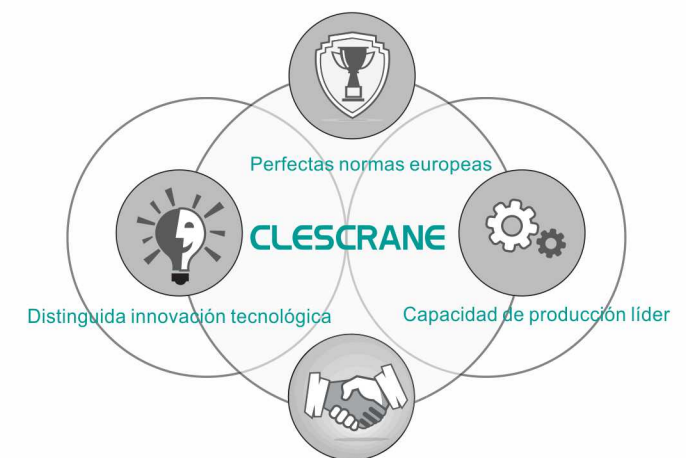 Perfectas normas europeas
CLESCRANE
Distinguida innovación tecnológica
Capacidad de producción líder